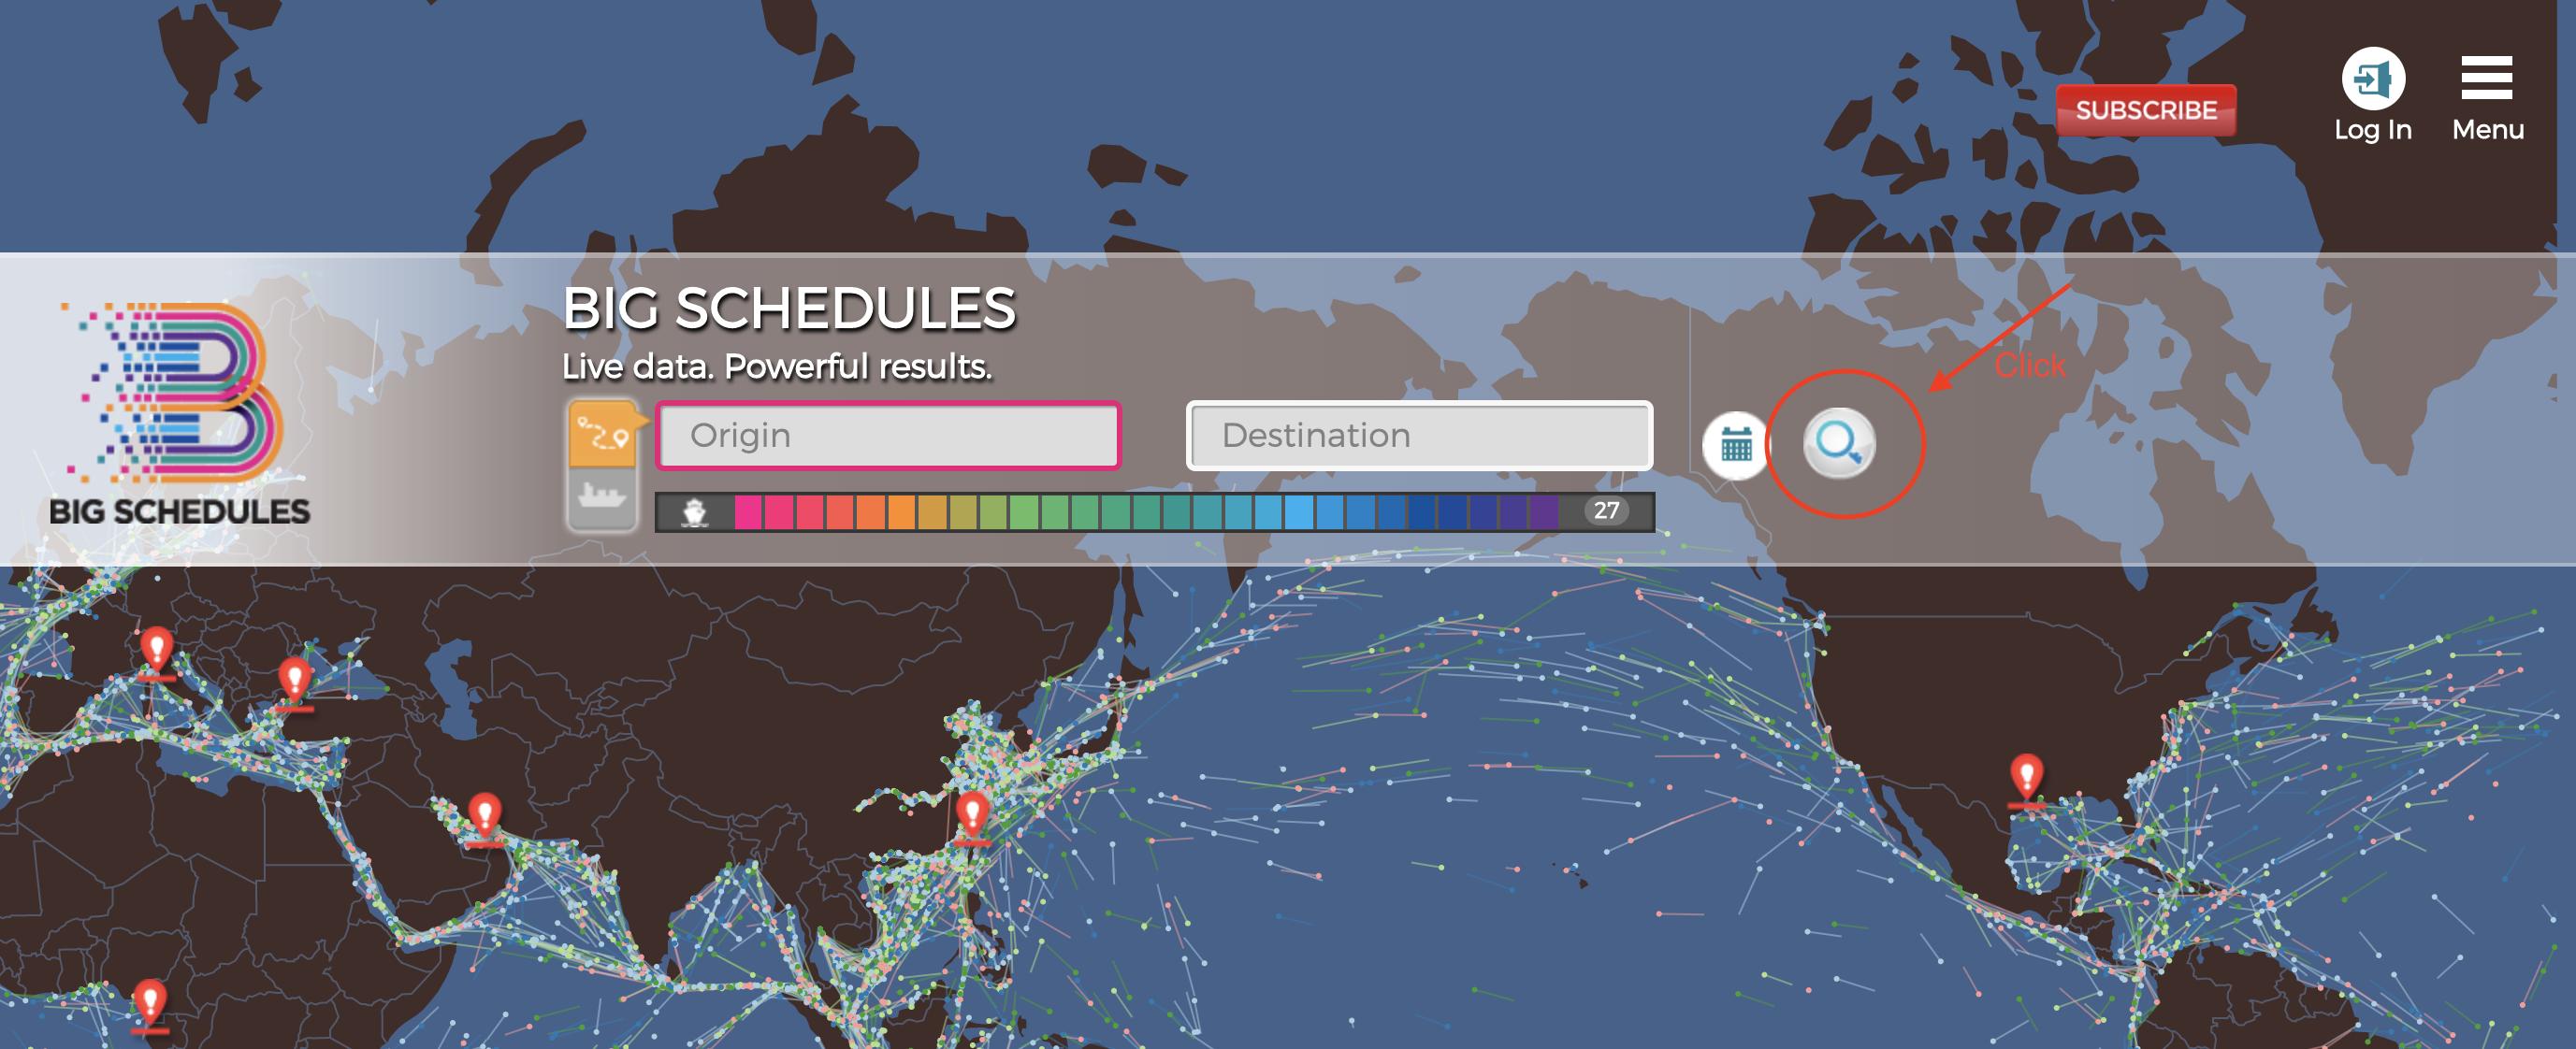 SUBSCRIBE
Log In
Menu
BIG SCHEDULES
Live data. Powerful results.
Click
Origin
Destination
BIG SCHEDULES
27